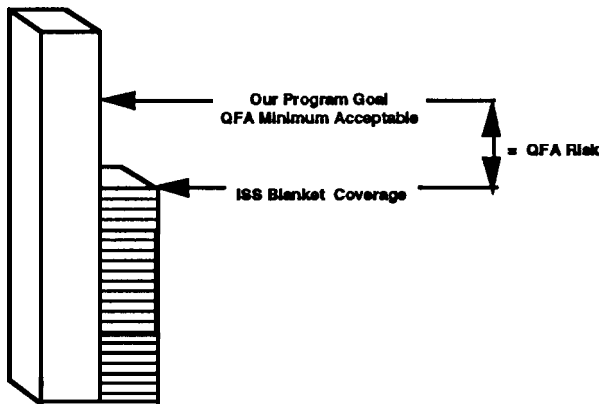 Our Program Goal
QFA Minimum Acceptable
= QFA Risk
ISS Blanket Coverage